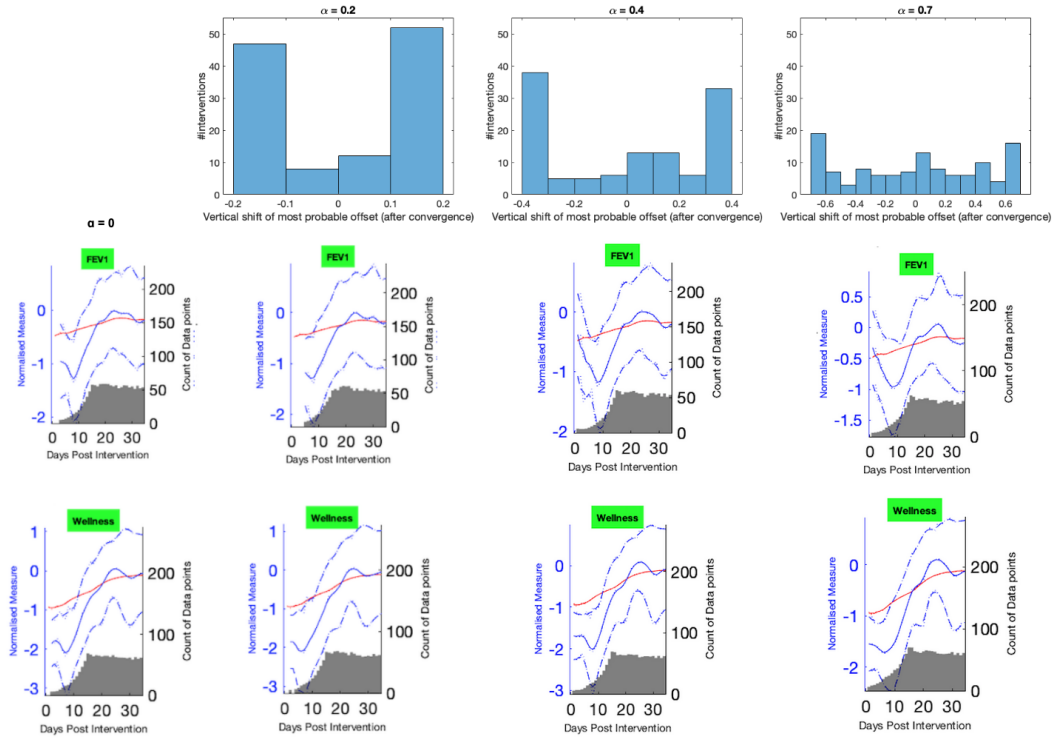 α = 0.2
α = 0.4
α = 0.7
50
40
30
20
10
0
#interventions
-0.2
-0.1
0
0.1
0.2
Vertical shift of most probable offset (after convergence)
50
40
30
20
10
0
#interventions
-0.4
-0.2
0
0.2
0.4
Vertical shift of most probable offset (after convergence)
50
40
30
20
10
0
#interventions
-0.6
-0.4
-0.2
0
0.2
0.4
0.6
Vertical shift of most probable offset (after convergence)
α = 0
FEV1
Normalised Measure
0
-1
-2
200
150
100
50
0
Count of Data points
0 10 20 30
Days Post Intervention
FEV1
Normalised Measure
0
-1
-2
200
150
100
50
0
Count of Data points
0 10 20 30
Days Post Intervention
FEV1
Normalised Measure
0
-1
-2
200
150
100
50
0
Count of Data points
0 10 20 30
Days Post Intervention
FEV1
Normalised Measure
0.5
0
-0.5
-1
-1.5
200
100
0
Count of Data points
0 10 20 30
Days Post Intervention
Wellness
Normalised Measure
1
0
-1
-2
-3
200
100
0
Count of Data points
0 10 20 30
Days Post Intervention
Wellness
Normalised Measure
1
0
-1
-2
-3
200
100
0
Count of Data points
0 10 20 30
Days Post Intervention
Wellness
Normalised Measure
1
0
-1
-2
-3
200
100
0
Count of Data points
0 10 20 30
Days Post Intervention
Wellness
Normalised Measure
1
0
-1
-2
200
100
0
Count of Data points
0 10 20 30
Days Post Intervention